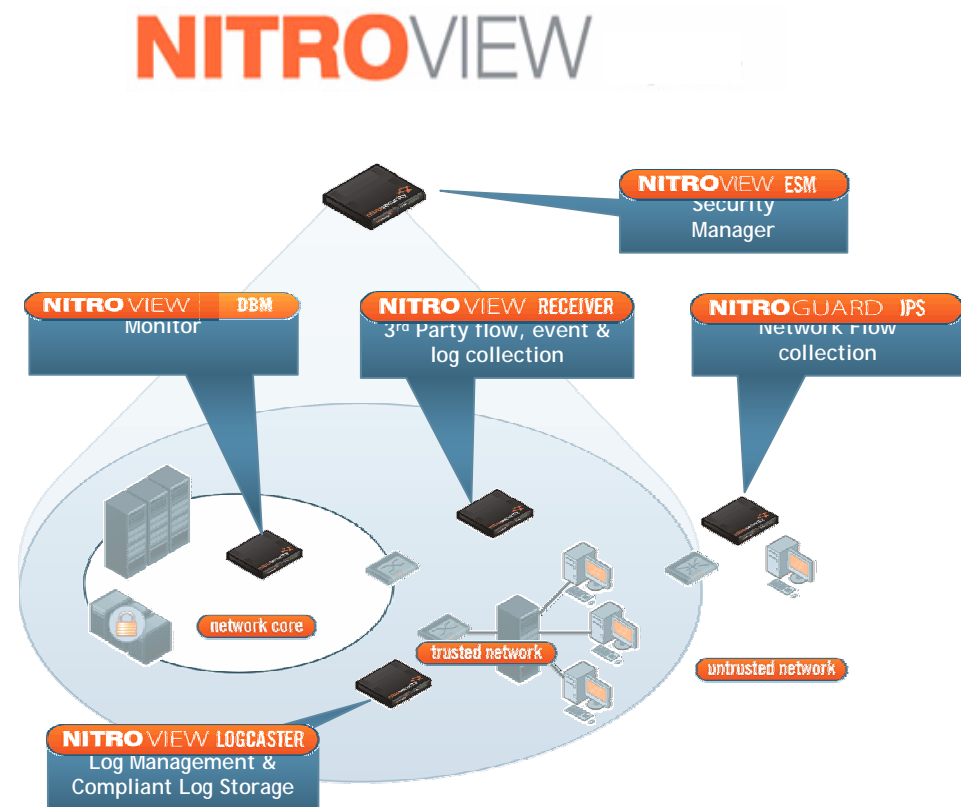 NITROVIEW
NITROVIEW ESM
Security
Manager
NITROVIEW DBM
Monitor
NITROVIEW RECEIVER
3rd Party flow, event &
log collection
NITROGUARD IPS
Network Flow
collection
network core
trusted network
untrusted network
NITROVIEW LOGCASTER
Log Management &
Compliant Log Storage